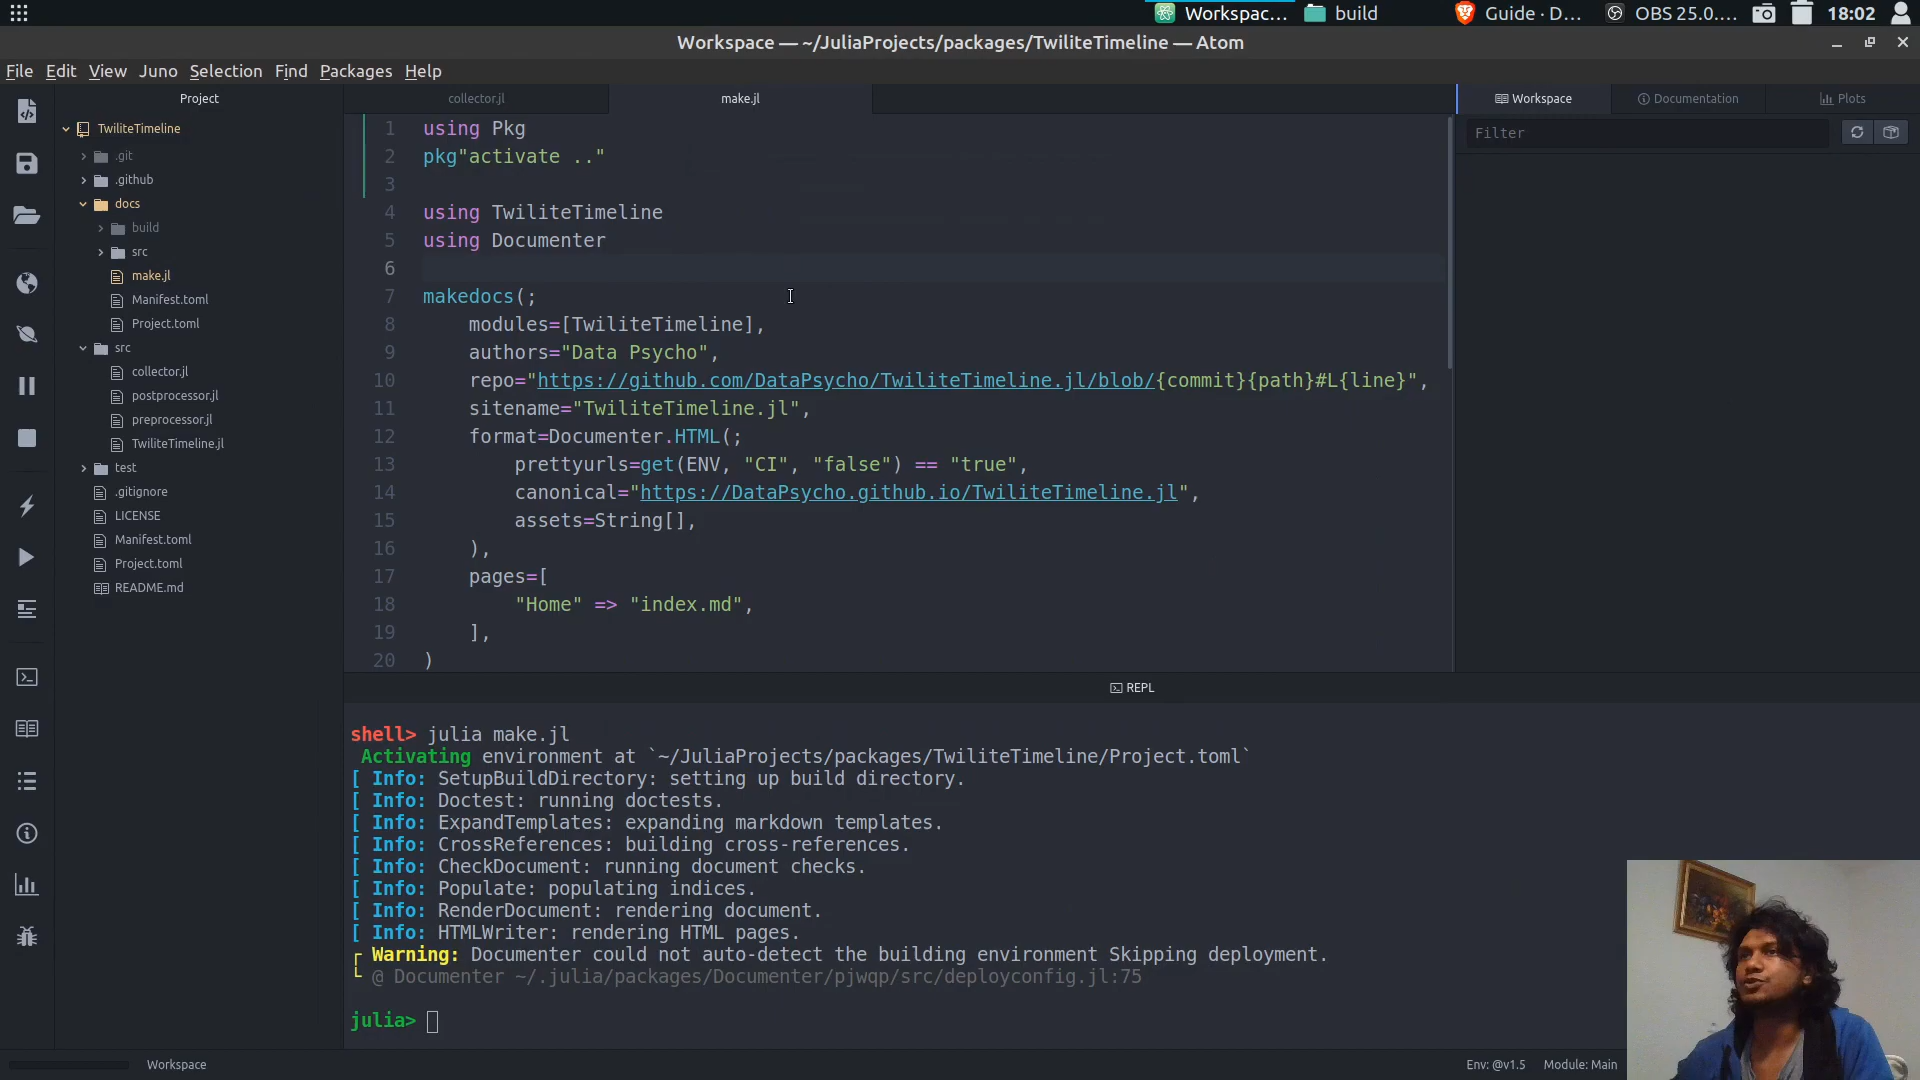 Workspac...
build
Guide · D...
OBS 25.0....
18:02
Workspace — ~/JuliaProjects/packages/TwiliteTimeline — Atom
File Edit View Juno Selection Find Packages Help
Project
TwiliteTimeline
.git
.github
docs
build
src
make.jl
Manifest.toml
Project.toml
src
collector.jl
postprocessor.jl
preprocessor.jl
TwiliteTimeline.jl
test
.gitignore
LICENSE
Manifest.toml
Project.toml
README.md
collector.jl
make.jl
1 using Pkg
2 pkg"activate .."
3
4 using TwiliteTimeline
5 using Documenter
6
7 makedocs(;
8 modules=[TwiliteTimeline],
9 authors="Data Psycho",
10 repo="https://github.com/DataPsycho/TwiliteTimeline.jl/blob/{commit}{path}#L{line}",
11 sitename="TwiliteTimeline.jl",
12 format=Documenter.HTML(;
13 prettyurls=get(ENV, "CI", "false") == "true",
14 canonical="https://DataPsycho.github.io/TwiliteTimeline.jl",
15 assets=String[],
16 ),
17 pages=[
18 "Home" => "index.md",
19 ],
20 )
Workspace
Documentation
Plots
Filter
REPL
shell> julia make.jl
Activating environment at `~/JuliaProjects/packages/TwiliteTimeline/Project.toml`
[ Info: SetupBuildDirectory: setting up build directory.
[ Info: Doctest: running doctests.
[ Info: ExpandTemplates: expanding markdown templates.
[ Info: CrossReferences: building cross-references.
[ Info: CheckDocument: running document checks.
[ Info: Populate: populating indices.
[ Info: RenderDocument: rendering document.
[ Info: HTMLWriter: rendering HTML pages.
┌ Warning: Documenter could not auto-detect the building environment Skipping deployment.
└ @ Documenter ~/.julia/packages/Documenter/pjwqp/src/deployconfig.jl:75
julia>
Workspace
Env: @v1.5
Module: Main